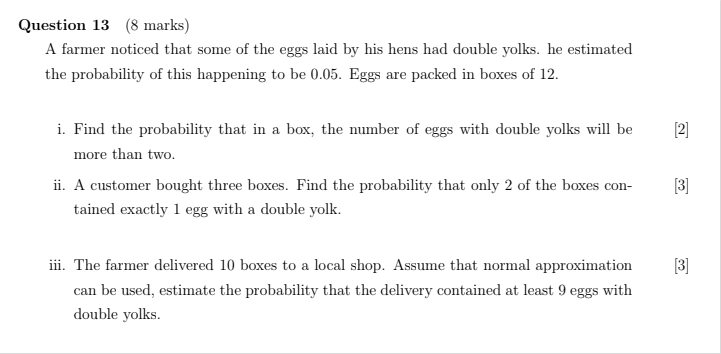 Question 13 (8 marks)
A farmer noticed that some of the eggs laid by his hens had double yolks. he estimated
the probability of this happening to be 0.05. Eggs are packed in boxes of 12.
i. Find the probability that in a box, the number of eggs with double yolks will be [2]
more than two.
ii. A customer bought three boxes. Find the probability that only 2 of the boxes con- [3]
tained exactly 1 egg with a double yolk.
iii. The farmer delivered 10 boxes to a local shop. Assume that normal approximation [3]
can be used, estimate the probability that the delivery contained at least 9 eggs with
double yolks.